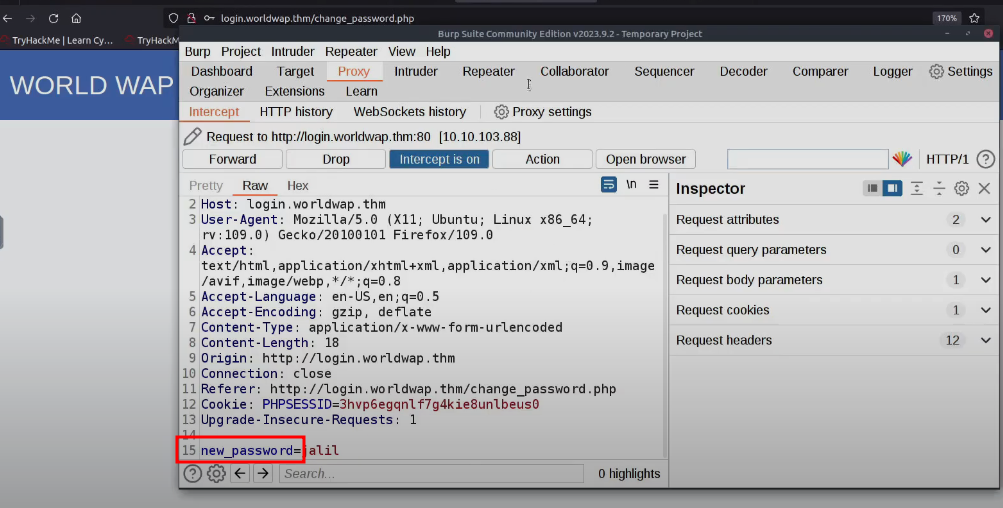 login.worldwap.thm/change_password.php 170%
TryHackMe | Learn Cy... TryHackM
Burp Suite Community Edition v2023.9.2 - Temporary Project
WORLD WAP
Burp Project Intruder Repeater View Help
Dashboard Target Proxy Intruder Repeater Collaborator Sequencer Decoder Comparer Logger Settings
Organizer Extensions Learn
Intercept HTTP history WebSockets history Proxy settings
Request to http://login.worldwap.thm:80 [10.10.103.88]
Forward Drop Intercept is on Action Open browser HTTP/1 ?
Pretty Raw Hex \n Inspector
2 Host: login.worldwap.thm
3 User-Agent: Mozilla/5.0 (X11; Ubuntu; Linux x86_64;
rv:109.0) Gecko/20100101 Firefox/109.0
4 Accept:
text/html,application/xhtml+xml,application/xml;q=0.9,image
/avif,image/webp,*/*;q=0.8
5 Accept-Language: en-US,en;q=0.5
6 Accept-Encoding: gzip, deflate
7 Content-Type: application/x-www-form-urlencoded
8 Content-Length: 18
9 Origin: http://login.worldwap.thm
10 Connection: close
11 Referer: http://login.worldwap.thm/change_password.php
12 Cookie: PHPSESSID=3hvp6egqnlf7g4kie8unlbeus0
13 Upgrade-Insecure-Requests: 1
14
15 new_password=jalil
Request attributes 2
Request query parameters 0
Request body parameters 1
Request cookies 1
Request headers 12
? Search... 0 highlights